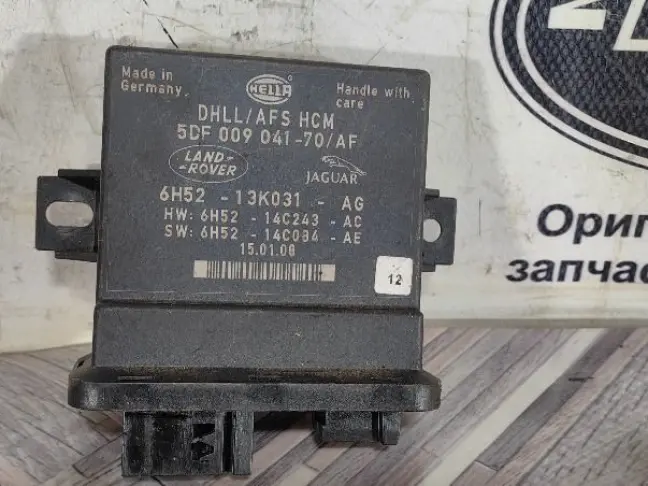 Made in
Germany.
HELLA
Handle with
care
DHLL/AFS HCM
5DF 009 041-70/AF
LAND-
-ROVER
JAGUAR
6H52 - 13K031 - AG
HW: 6H52 - 14C243 - AC
SW: 6H52 - 14C084 - AE
15.01.08
12
Ориг
запчас